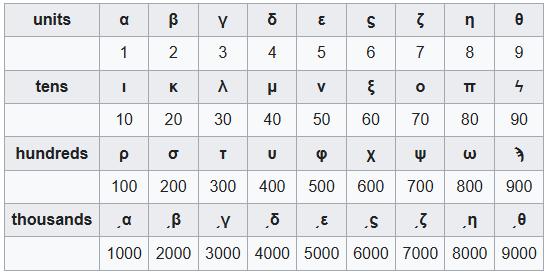 units α β γ δ ε ϛ ζ η θ
1 2 3 4 5 6 7 8 9
tens ι κ λ μ ν ξ ο π ϟ
10 20 30 40 50 60 70 80 90
hundreds ρ σ τ υ φ χ ψ ω ϡ
100 200 300 400 500 600 700 800 900
thousands ͵α ͵β ͵γ ͵δ ͵ε ͵ϛ ͵ζ ͵η ͵θ
1000 2000 3000 4000 5000 6000 7000 8000 9000